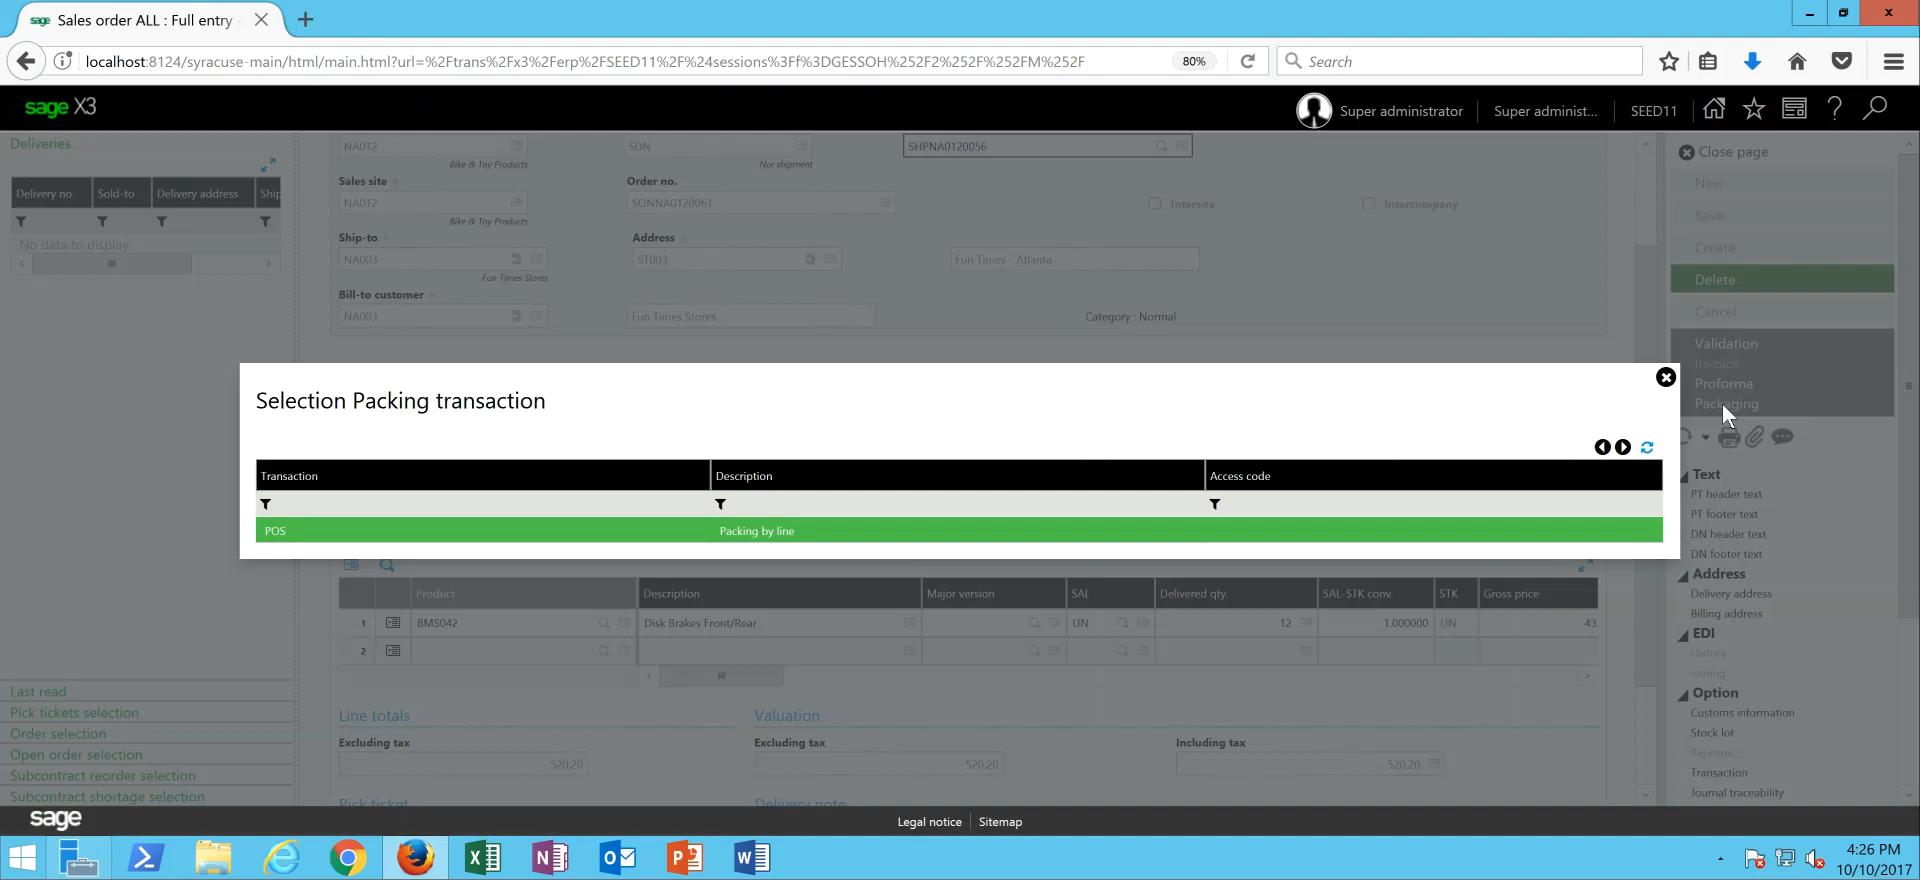 sage Sales order ALL : Full entry -
localhost:8124/syracuse-main/html/main.html?url=%2Ftrans%2Fx3%2Ferp%2FSEED11%2F%24sessions%3Ff%3DGESSOH%252F2%252F%252FM%252F
80%
Search
sage X3
Super administrator
Super administ...
SEED11
?
Deliveries
Delivery no.
Sold-to
Delivery address
Ship
No data to display
Last read
Pick tickets selection
Order selection
Open order selection
Subcontract reorder selection
Subcontract shortage selection
NA012
Bike & Toy Products
SDN
Nor shipment
SHPNA0120056
Sales site
NA012
Bike & Toy Products
Order no.
SONNA0120061
Intersite
Intercompany
Ship-to
NA003
Fun Times Stores
Address
ST003
Fun Times - Atlanta
Bill-to customer
NA003
Fun Times Stores
Category : Normal
Selection Packing transaction
Transaction
Description
Access code
POS
Packing by line
Product
Description
Major version
SAL
Delivered qty.
SAL-STK conv.
STK
Gross price
1
BMS042
Disk Brakes Front/Rear
UN
12
1.000000
UN
43
2
Line totals
Valuation
Excluding tax
520.20
Excluding tax
520.20
Including tax
520.20
Pick ticket
Delivery note
Close page
New
Save
Create
Delete
Cancel
Validation
Invoice
Proforma
Packaging
Text
PT header text
PT footer text
DN header text
DN footer text
Address
Delivery address
Billing address
EDI
History
Option
Customs information
Stock lot
Receipts...
Transaction
Journal traceability
sage
Legal notice
Sitemap
4:26 PM
10/10/2017